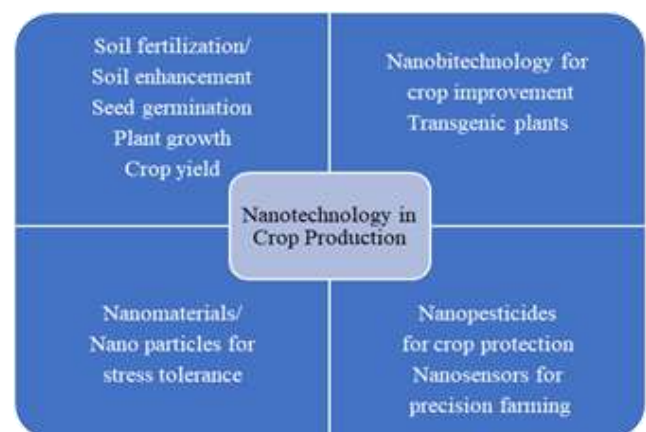 Soil fertilization/
Soil enhancement
Seed germination
Plant growth
Crop yield
Nanobitechnology for
crop improvement
Transgenic plants
Nanotechnology in
Crop Production
Nanomaterials/
Nano particles for
stress tolerance
Nanopesticides
for crop protection
Nanosensors for
precision farming